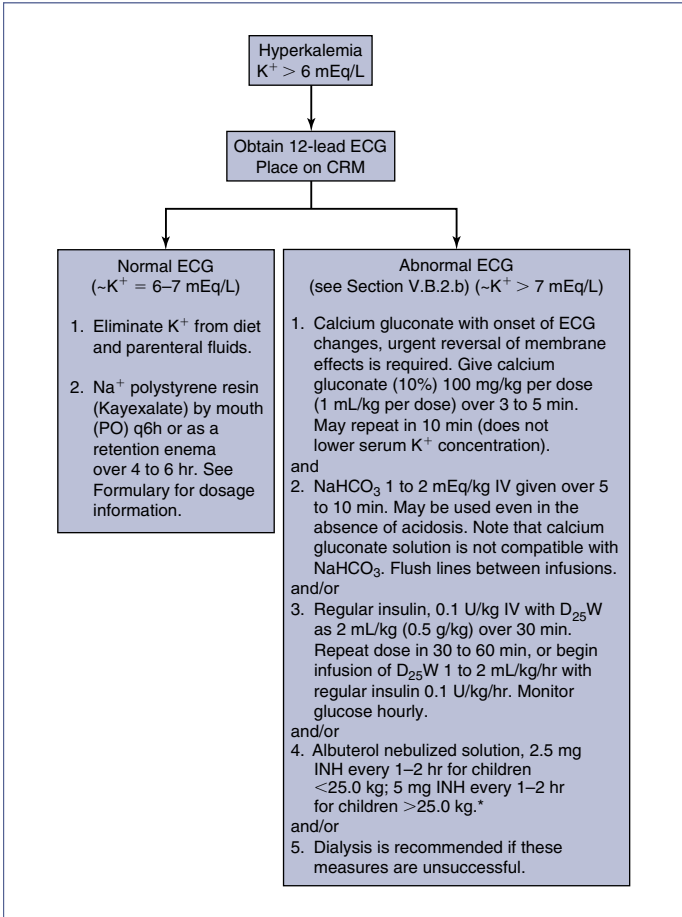 Hyperkalemia
K⁺ > 6 mEq/L
Obtain 12-lead ECG
Place on CRM
Normal ECG
(~K⁺ = 6–7 mEq/L)
1. Eliminate K⁺ from diet
and parenteral fluids.
2. Na⁺ polystyrene resin
(Kayexalate) by mouth
(PO) q6h or as a
retention enema
over 4 to 6 hr. See
Formulary for dosage
information.
Abnormal ECG
(see Section V.B.2.b) (~K⁺ > 7 mEq/L)
1. Calcium gluconate with onset of ECG
changes, urgent reversal of membrane
effects is required. Give calcium
gluconate (10%) 100 mg/kg per dose
(1 mL/kg per dose) over 3 to 5 min.
May repeat in 10 min (does not
lower serum K⁺ concentration).
and
2. NaHCO₃ 1 to 2 mEq/kg IV given over 5
to 10 min. May be used even in the
absence of acidosis. Note that calcium
gluconate solution is not compatible with
NaHCO₃. Flush lines between infusions.
and/or
3. Regular insulin, 0.1 U/kg IV with D₂₅W
as 2 mL/kg (0.5 g/kg) over 30 min.
Repeat dose in 30 to 60 min, or begin
infusion of D₂₅W 1 to 2 mL/kg/hr with
regular insulin 0.1 U/kg/hr. Monitor
glucose hourly.
and/or
4. Albuterol nebulized solution, 2.5 mg
INH every 1–2 hr for children
<25.0 kg; 5 mg INH every 1–2 hr
for children >25.0 kg.*
and/or
5. Dialysis is recommended if these
measures are unsuccessful.